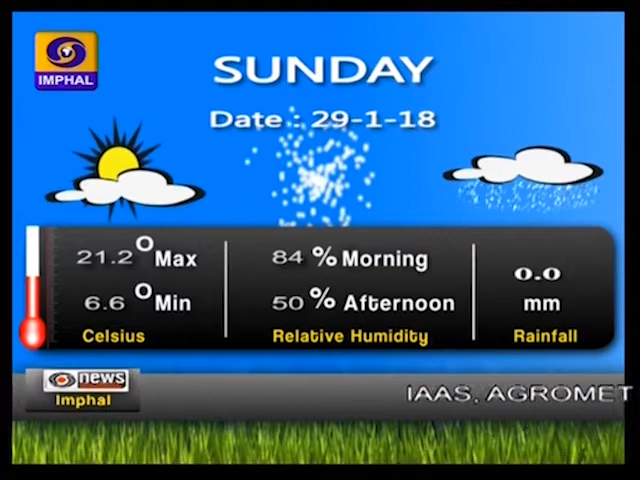 IMPHAL
SUNDAY
Date : 29-1-18
21.2 O Max
6.6 O Min
Celsius
84 % Morning
50 % Afternoon
Relative Humidity
0.0
mm
Rainfall
news
Imphal
IAAS, AGROMET